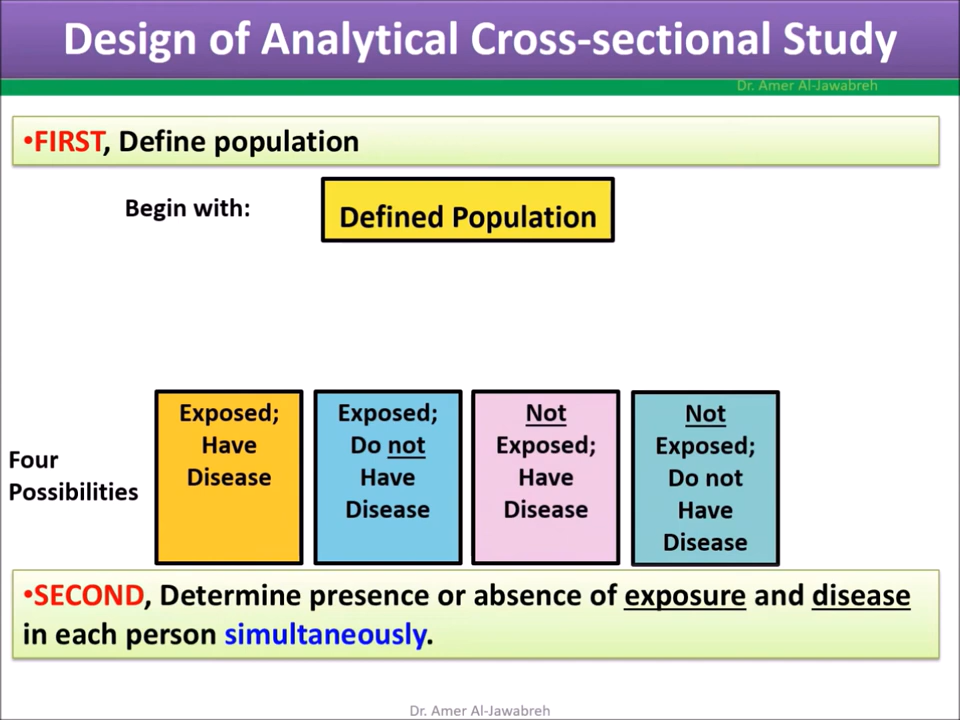 Design of Analytical Cross-sectional Study
Dr. Amer Al-Jawabreh
•FIRST, Define population
Begin with:
Defined Population
Four
Possibilities
Exposed;
Have
Disease
Exposed;
Do not
Have
Disease
Not
Exposed;
Have
Disease
Not
Exposed;
Do not
Have
Disease
•SECOND, Determine presence or absence of exposure and disease
in each person simultaneously.
Dr. Amer Al-Jawabreh